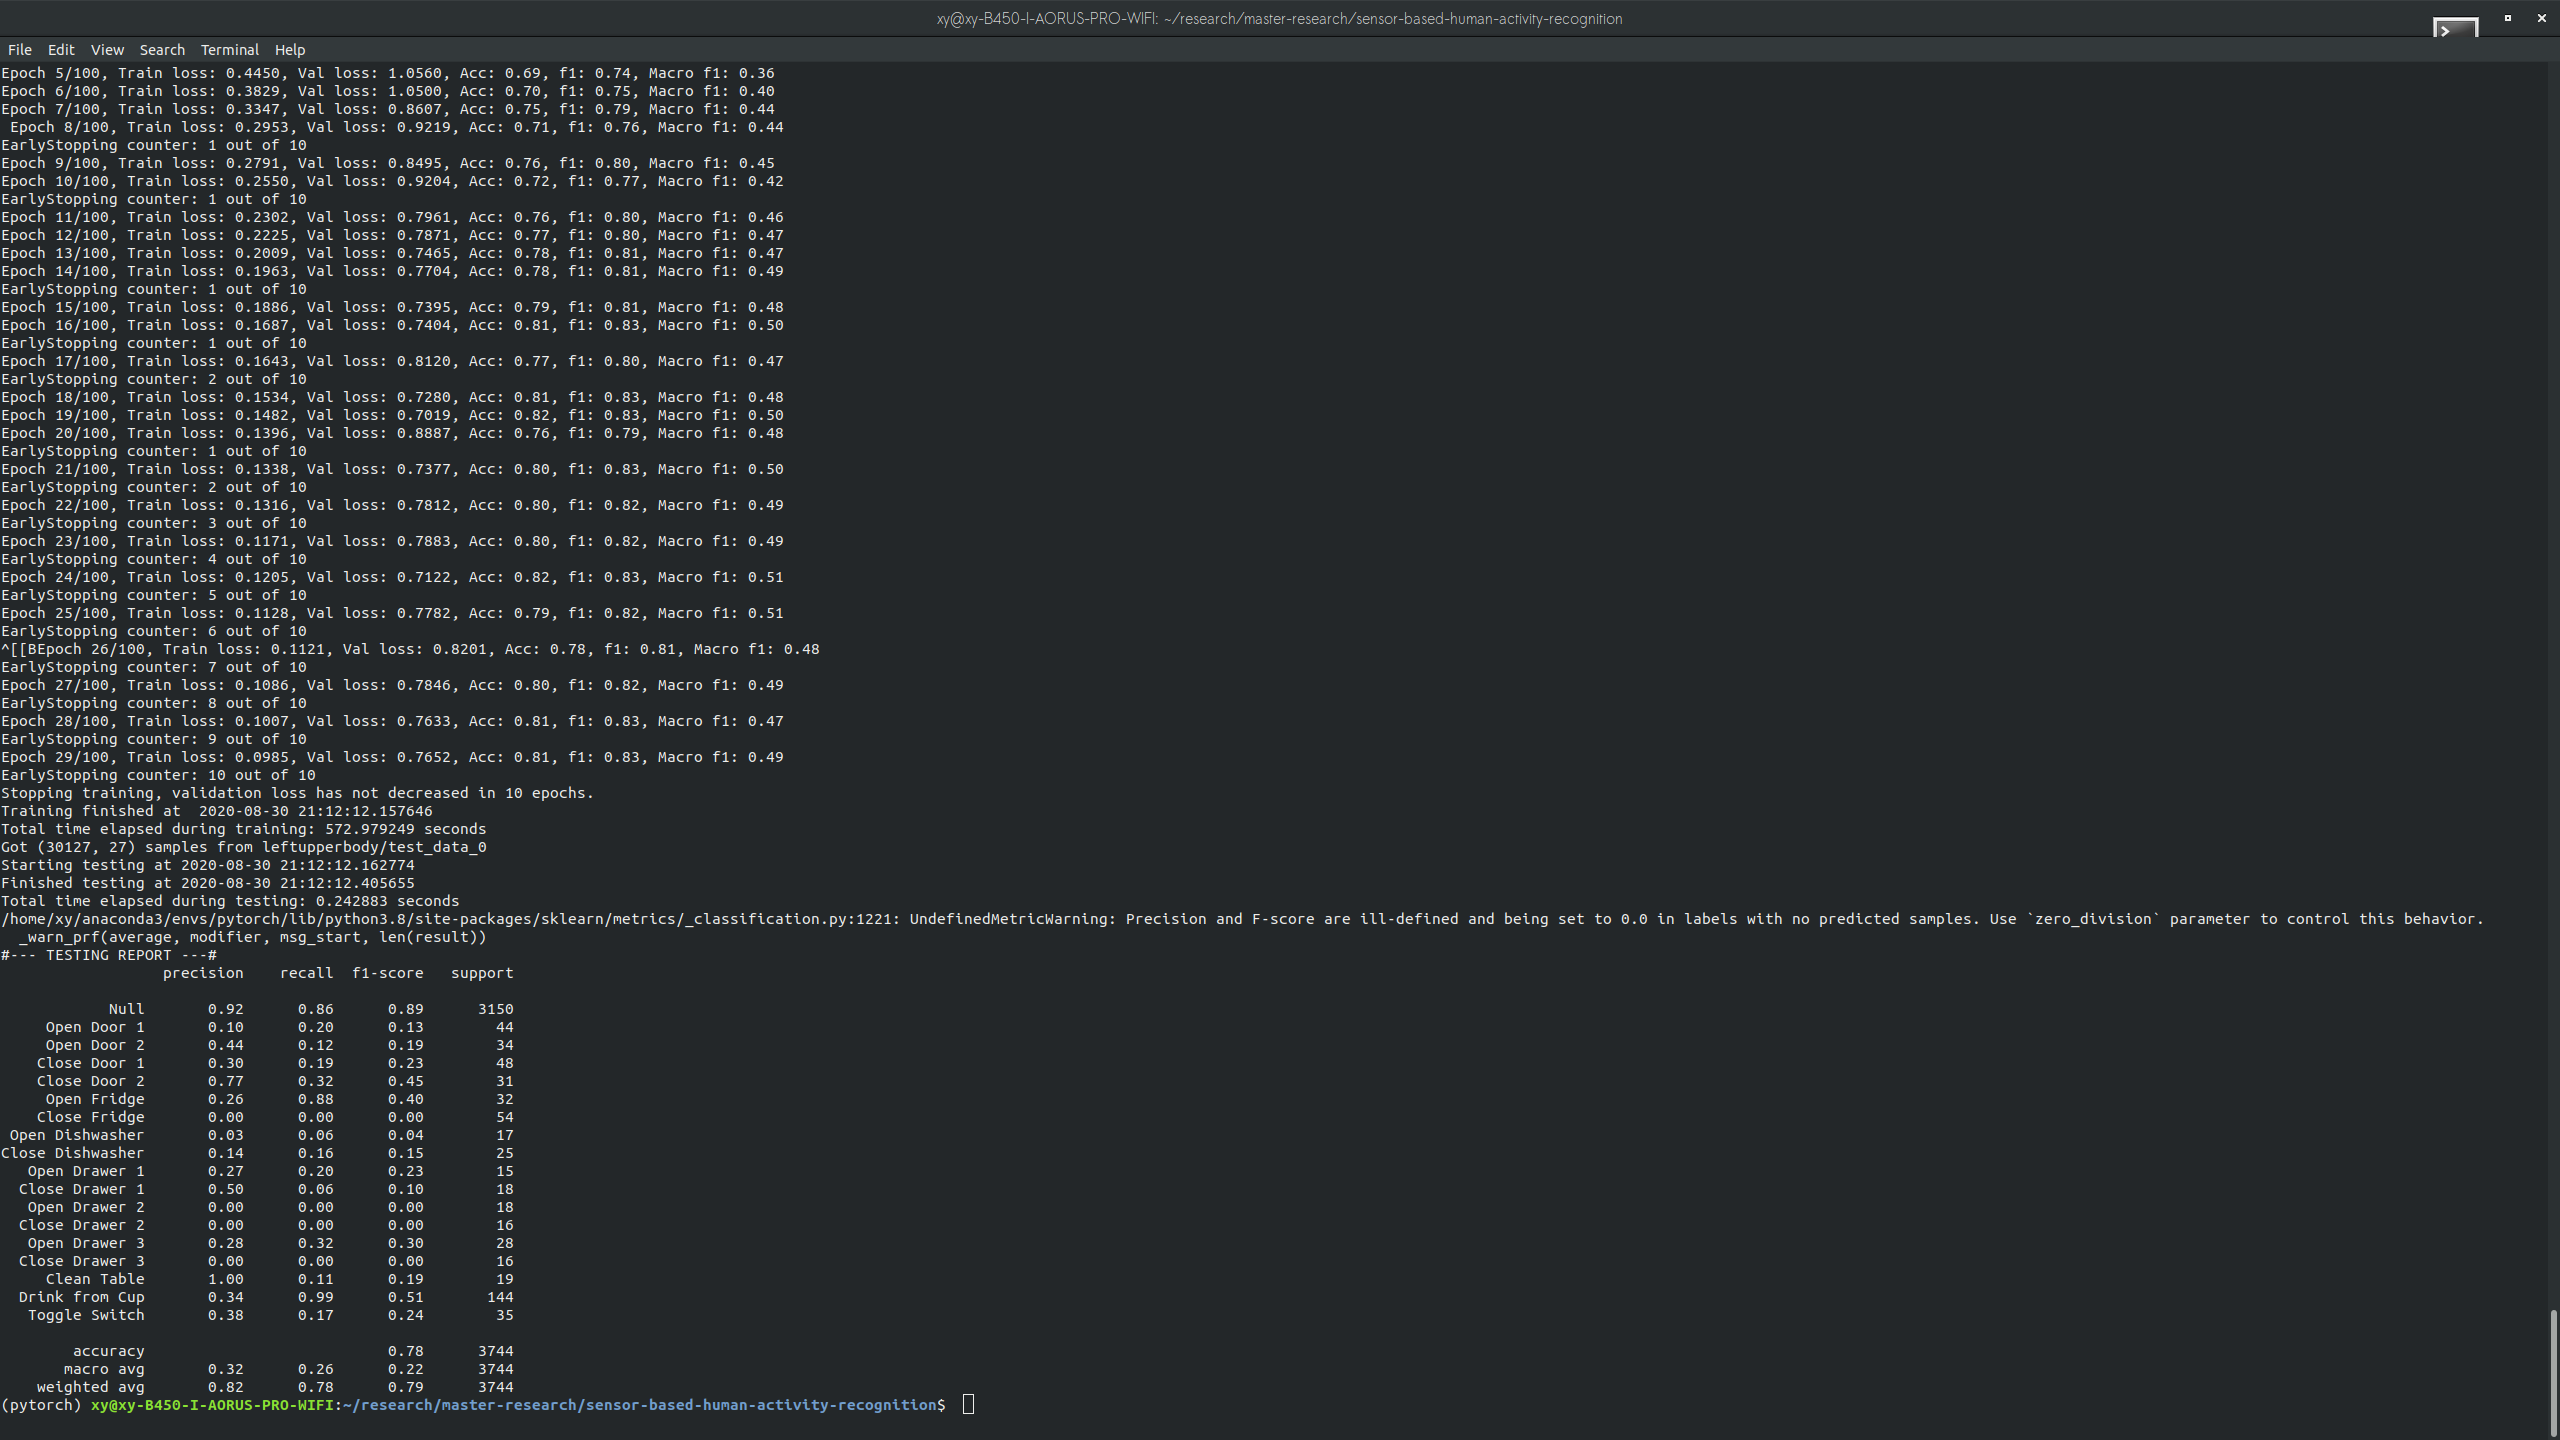 xy@xy-B450-I-AORUS-PRO-WIFI: ~/research/master-research/sensor-based-human-activity-recognition
File Edit View Search Terminal Help
Epoch 5/100, Train loss: 0.4450, Val loss: 1.0560, Acc: 0.69, f1: 0.74, Macro f1: 0.36
Epoch 6/100, Train loss: 0.3829, Val loss: 1.0500, Acc: 0.70, f1: 0.75, Macro f1: 0.40
Epoch 7/100, Train loss: 0.3347, Val loss: 0.8607, Acc: 0.75, f1: 0.79, Macro f1: 0.44
Epoch 8/100, Train loss: 0.2953, Val loss: 0.9219, Acc: 0.71, f1: 0.76, Macro f1: 0.44
EarlyStopping counter: 1 out of 10
Epoch 9/100, Train loss: 0.2791, Val loss: 0.8495, Acc: 0.76, f1: 0.80, Macro f1: 0.45
Epoch 10/100, Train loss: 0.2550, Val loss: 0.9204, Acc: 0.72, f1: 0.77, Macro f1: 0.42
EarlyStopping counter: 1 out of 10
Epoch 11/100, Train loss: 0.2302, Val loss: 0.7961, Acc: 0.76, f1: 0.80, Macro f1: 0.46
Epoch 12/100, Train loss: 0.2225, Val loss: 0.7871, Acc: 0.77, f1: 0.80, Macro f1: 0.47
Epoch 13/100, Train loss: 0.2009, Val loss: 0.7465, Acc: 0.78, f1: 0.81, Macro f1: 0.47
Epoch 14/100, Train loss: 0.1963, Val loss: 0.7704, Acc: 0.78, f1: 0.81, Macro f1: 0.49
EarlyStopping counter: 1 out of 10
Epoch 15/100, Train loss: 0.1886, Val loss: 0.7395, Acc: 0.79, f1: 0.81, Macro f1: 0.48
Epoch 16/100, Train loss: 0.1687, Val loss: 0.7404, Acc: 0.81, f1: 0.83, Macro f1: 0.50
EarlyStopping counter: 1 out of 10
Epoch 17/100, Train loss: 0.1643, Val loss: 0.8120, Acc: 0.77, f1: 0.80, Macro f1: 0.47
EarlyStopping counter: 2 out of 10
Epoch 18/100, Train loss: 0.1534, Val loss: 0.7280, Acc: 0.81, f1: 0.83, Macro f1: 0.48
Epoch 19/100, Train loss: 0.1482, Val loss: 0.7019, Acc: 0.82, f1: 0.83, Macro f1: 0.50
Epoch 20/100, Train loss: 0.1396, Val loss: 0.8887, Acc: 0.76, f1: 0.79, Macro f1: 0.48
EarlyStopping counter: 1 out of 10
Epoch 21/100, Train loss: 0.1338, Val loss: 0.7377, Acc: 0.80, f1: 0.83, Macro f1: 0.50
EarlyStopping counter: 2 out of 10
Epoch 22/100, Train loss: 0.1316, Val loss: 0.7812, Acc: 0.80, f1: 0.82, Macro f1: 0.49
EarlyStopping counter: 3 out of 10
Epoch 23/100, Train loss: 0.1171, Val loss: 0.7883, Acc: 0.80, f1: 0.82, Macro f1: 0.49
EarlyStopping counter: 4 out of 10
Epoch 24/100, Train loss: 0.1205, Val loss: 0.7122, Acc: 0.82, f1: 0.83, Macro f1: 0.51
EarlyStopping counter: 5 out of 10
Epoch 25/100, Train loss: 0.1128, Val loss: 0.7782, Acc: 0.79, f1: 0.82, Macro f1: 0.51
EarlyStopping counter: 6 out of 10
^[[BEpoch 26/100, Train loss: 0.1121, Val loss: 0.8201, Acc: 0.78, f1: 0.81, Macro f1: 0.48
EarlyStopping counter: 7 out of 10
Epoch 27/100, Train loss: 0.1086, Val loss: 0.7846, Acc: 0.80, f1: 0.82, Macro f1: 0.49
EarlyStopping counter: 8 out of 10
Epoch 28/100, Train loss: 0.1007, Val loss: 0.7633, Acc: 0.81, f1: 0.83, Macro f1: 0.47
EarlyStopping counter: 9 out of 10
Epoch 29/100, Train loss: 0.0985, Val loss: 0.7652, Acc: 0.81, f1: 0.83, Macro f1: 0.49
EarlyStopping counter: 10 out of 10
Stopping training, validation loss has not decreased in 10 epochs.
Training finished at  2020-08-30 21:12:12.157646
Total time elapsed during training: 572.979249 seconds
Got (30127, 27) samples from leftupperbody/test_data_0
Starting testing at 2020-08-30 21:12:12.162774
Finished testing at 2020-08-30 21:12:12.405655
Total time elapsed during testing: 0.242883 seconds
/home/xy/anaconda3/envs/pytorch/lib/python3.8/site-packages/sklearn/metrics/_classification.py:1221: UndefinedMetricWarning: Precision and F-score are ill-defined and being set to 0.0 in labels with no predicted samples. Use `zero_division` parameter to control this behavior.
_warn_prf(average, modifier, msg_start, len(result))
#--- TESTING REPORT ---#
precision recall f1-score support
Null 0.92 0.86 0.89 3150
Open Door 1 0.10 0.20 0.13 44
Open Door 2 0.44 0.12 0.19 34
Close Door 1 0.30 0.19 0.23 48
Close Door 2 0.77 0.32 0.45 31
Open Fridge 0.26 0.88 0.40 32
Close Fridge 0.00 0.00 0.00 54
Open Dishwasher 0.03 0.06 0.04 17
Close Dishwasher 0.14 0.16 0.15 25
Open Drawer 1 0.27 0.20 0.23 15
Close Drawer 1 0.50 0.06 0.10 18
Open Drawer 2 0.00 0.00 0.00 18
Close Drawer 2 0.00 0.00 0.00 16
Open Drawer 3 0.28 0.32 0.30 28
Close Drawer 3 0.00 0.00 0.00 16
Clean Table 1.00 0.11 0.19 19
Drink from Cup 0.34 0.99 0.51 144
Toggle Switch 0.38 0.17 0.24 35
accuracy 0.78 3744
macro avg 0.32 0.26 0.22 3744
weighted avg 0.82 0.78 0.79 3744
(pytorch) xy@xy-B450-I-AORUS-PRO-WIFI:~/research/master-research/sensor-based-human-activity-recognition$